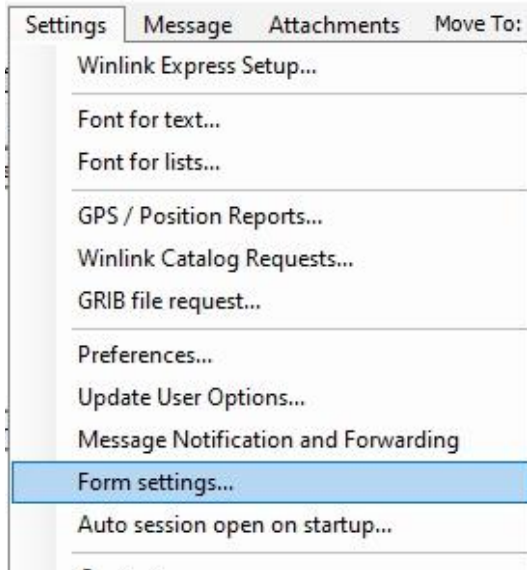 Settings Message Attachments Move To:
Winlink Express Setup...
Font for text...
Font for lists...
GPS / Position Reports...
Winlink Catalog Requests...
GRIB file request...
Preferences...
Update User Options...
Message Notification and Forwarding
Form settings...
Auto session open on startup...